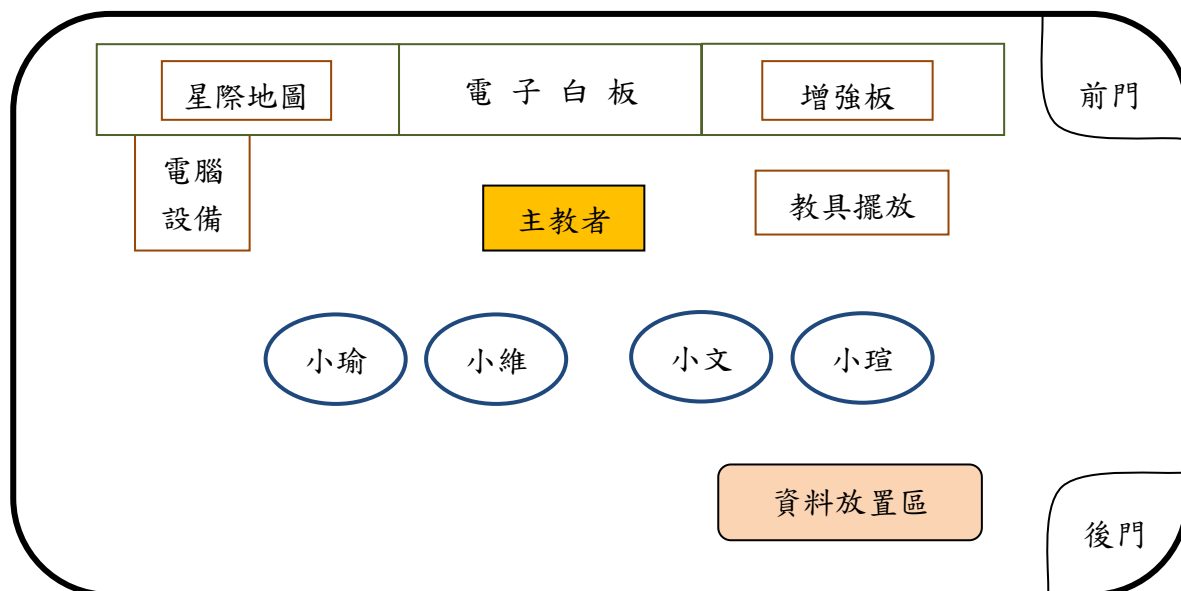 星際地圖
電子白板
增強板
前門
電腦
設備
主教者
教具擺放
小瑜
小維
小文
小瑄
資料放置區
後門